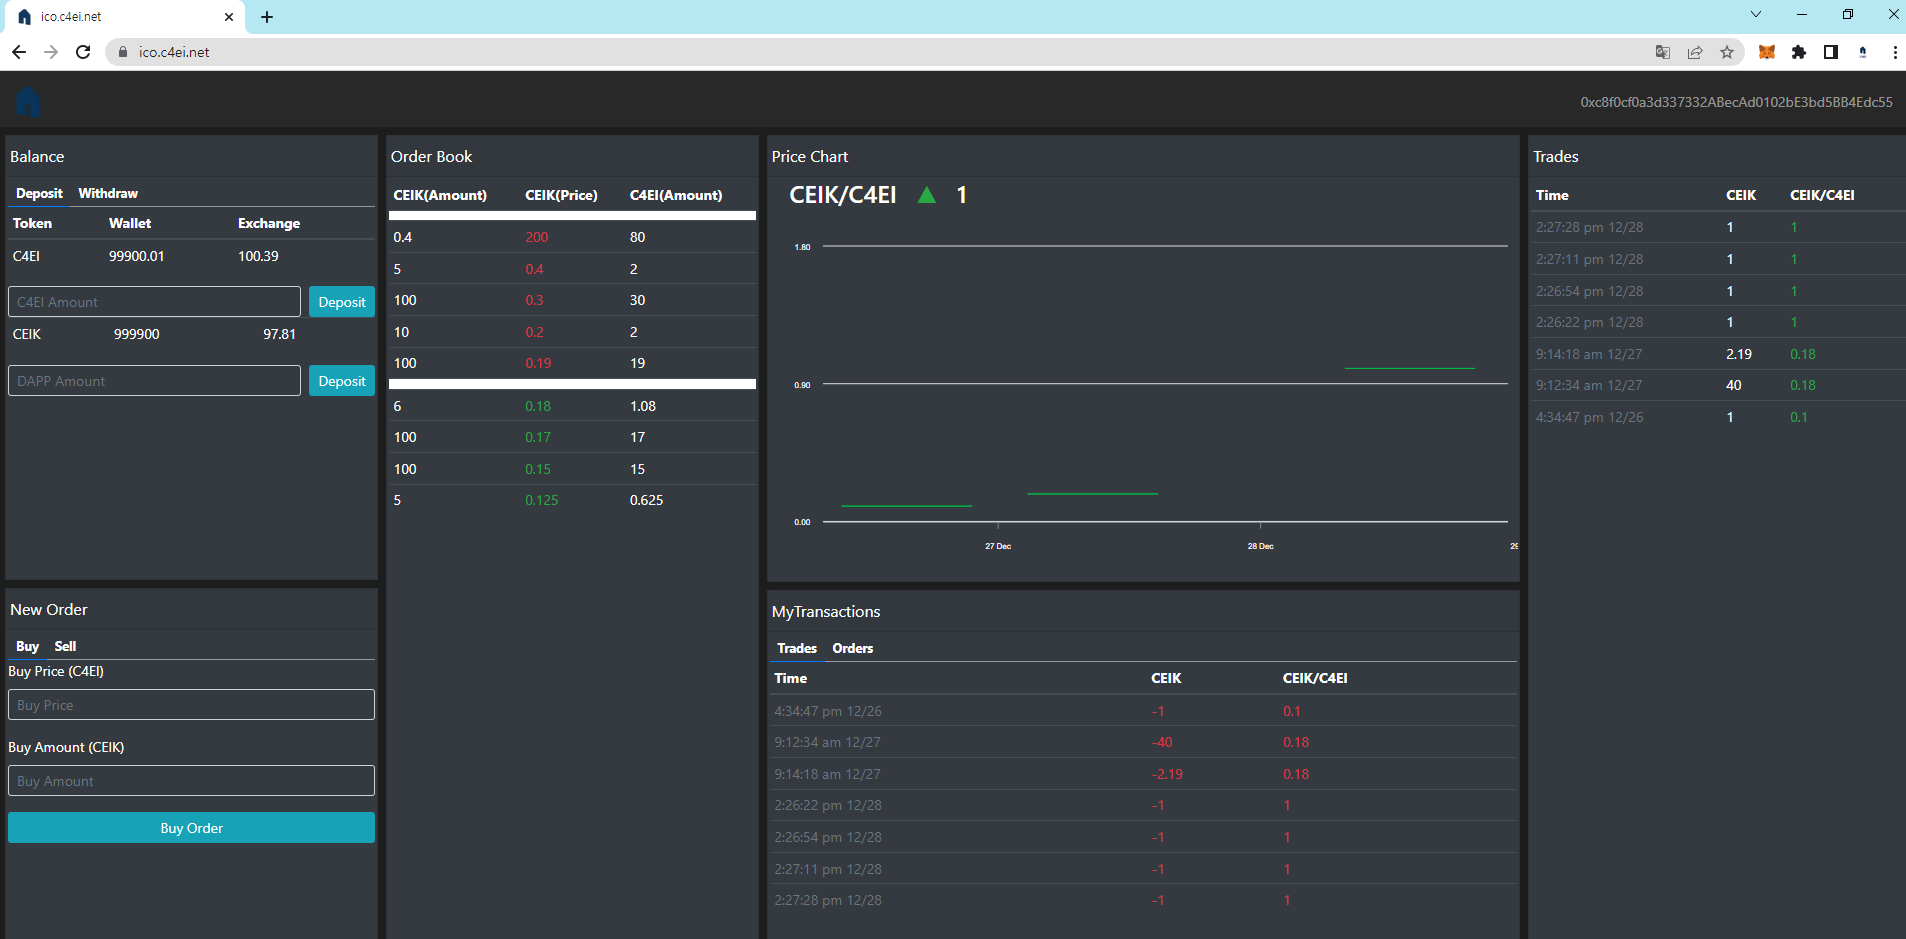 ico.c4ei.net
ico.c4ei.net
0xc8f0cf0a3d337332ABecAd0102bE3bd5BB4Edc55
Balance
Deposit Withdraw
Token Wallet Exchange
C4EI 99900.01 100.39
C4EI Amount Deposit
CEIK 999900 97.81
DAPP Amount Deposit
New Order
Buy Sell
Buy Price (C4EI)
Buy Price
Buy Amount (CEIK)
Buy Amount
Buy Order
Order Book
CEIK(Amount) CEIK(Price) C4EI(Amount)
0.4 200 80
5 0.4 2
100 0.3 30
10 0.2 2
100 0.19 19
6 0.18 1.08
100 0.17 17
100 0.15 15
5 0.125 0.625
Price Chart
CEIK/C4EI ▲ 1
1.80
0.90
0.00
27 Dec 28 Dec 29
MyTransactions
Trades Orders
Time CEIK CEIK/C4EI
4:34:47 pm 12/26 -1 0.1
9:12:34 am 12/27 -40 0.18
9:14:18 am 12/27 -2.19 0.18
2:26:22 pm 12/28 -1 1
2:26:54 pm 12/28 -1 1
2:27:11 pm 12/28 -1 1
2:27:28 pm 12/28 -1 1
Trades
Time CEIK CEIK/C4EI
2:27:28 pm 12/28 1 1
2:27:11 pm 12/28 1 1
2:26:54 pm 12/28 1 1
2:26:22 pm 12/28 1 1
9:14:18 am 12/27 2.19 0.18
9:12:34 am 12/27 40 0.18
4:34:47 pm 12/26 1 0.1